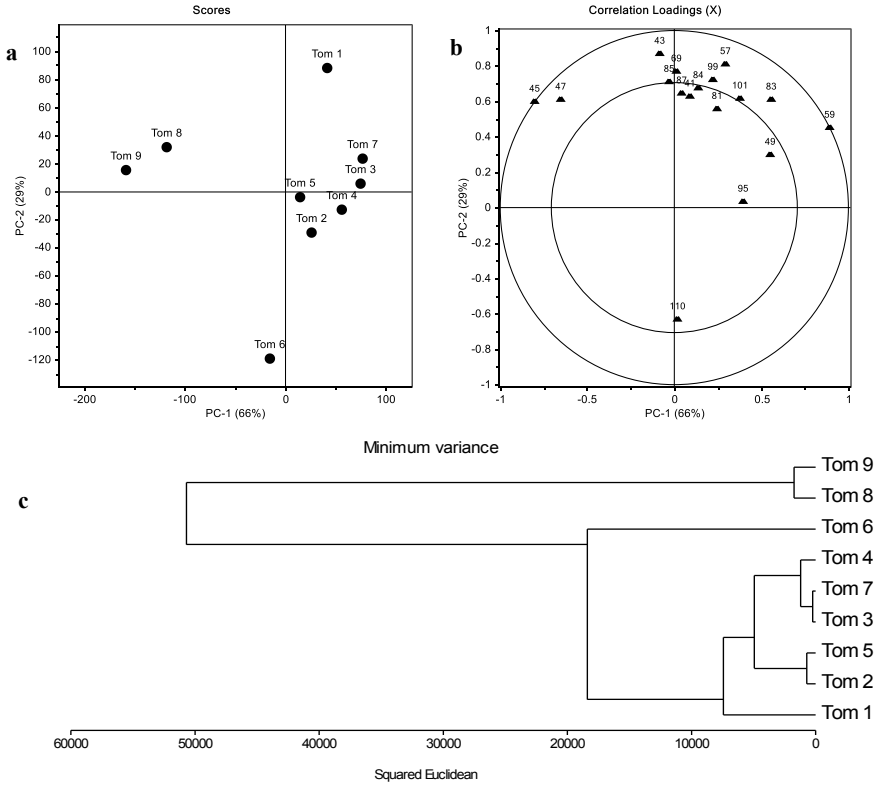 Scores
a
100
80
60
40
20
0
-20
-40
-60
-80
-100
-120
PC-2 (29%)
Tom 1
Tom 8
Tom 9
Tom 7
Tom 3
Tom 5
Tom 4
Tom 2
Tom 6
-200
-100
0
100
PC-1 (66%)
Correlation Loadings (X)
b
1
0.8
0.6
0.4
0.2
0
-0.2
-0.4
-0.6
-0.8
-1
PC-2 (29%)
43
57
69
85
99
84
87
41
101
83
81
45
47
59
49
95
110
-1
-0.5
0
0.5
1
PC-1 (66%)
Minimum variance
c
Tom 9
Tom 8
Tom 6
Tom 4
Tom 7
Tom 3
Tom 5
Tom 2
Tom 1
60000
50000
40000
30000
20000
10000
0
Squared Euclidean